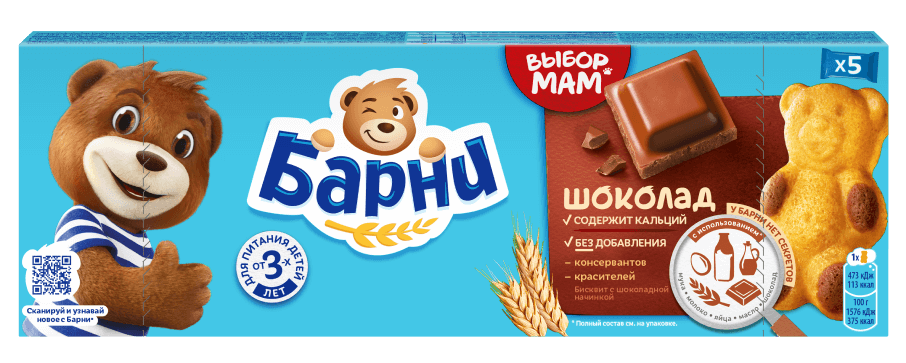 ВЫБОР
МАМ
x5
Барни
ШОКОЛАД
✓ СОДЕРЖИТ КАЛЬЦИЙ
✓ БЕЗ ДОБАВЛЕНИЯ
– консервантов
– красителей
Бисквит с шоколадной
начинкой
У БАРНИ НЕТ СЕКРЕТОВ
с использованием*
мука • молоко • яйца • масло • шоколад
ДЛЯ ПИТАНИЯ ДЕТЕЙ
от 3-х
ЛЕТ
Сканируй и узнавай
новое с Барни*
1x
473 кДж
113 ккал
100 г
1576 кДж
375 ккал
* Полный состав см. на упаковке.